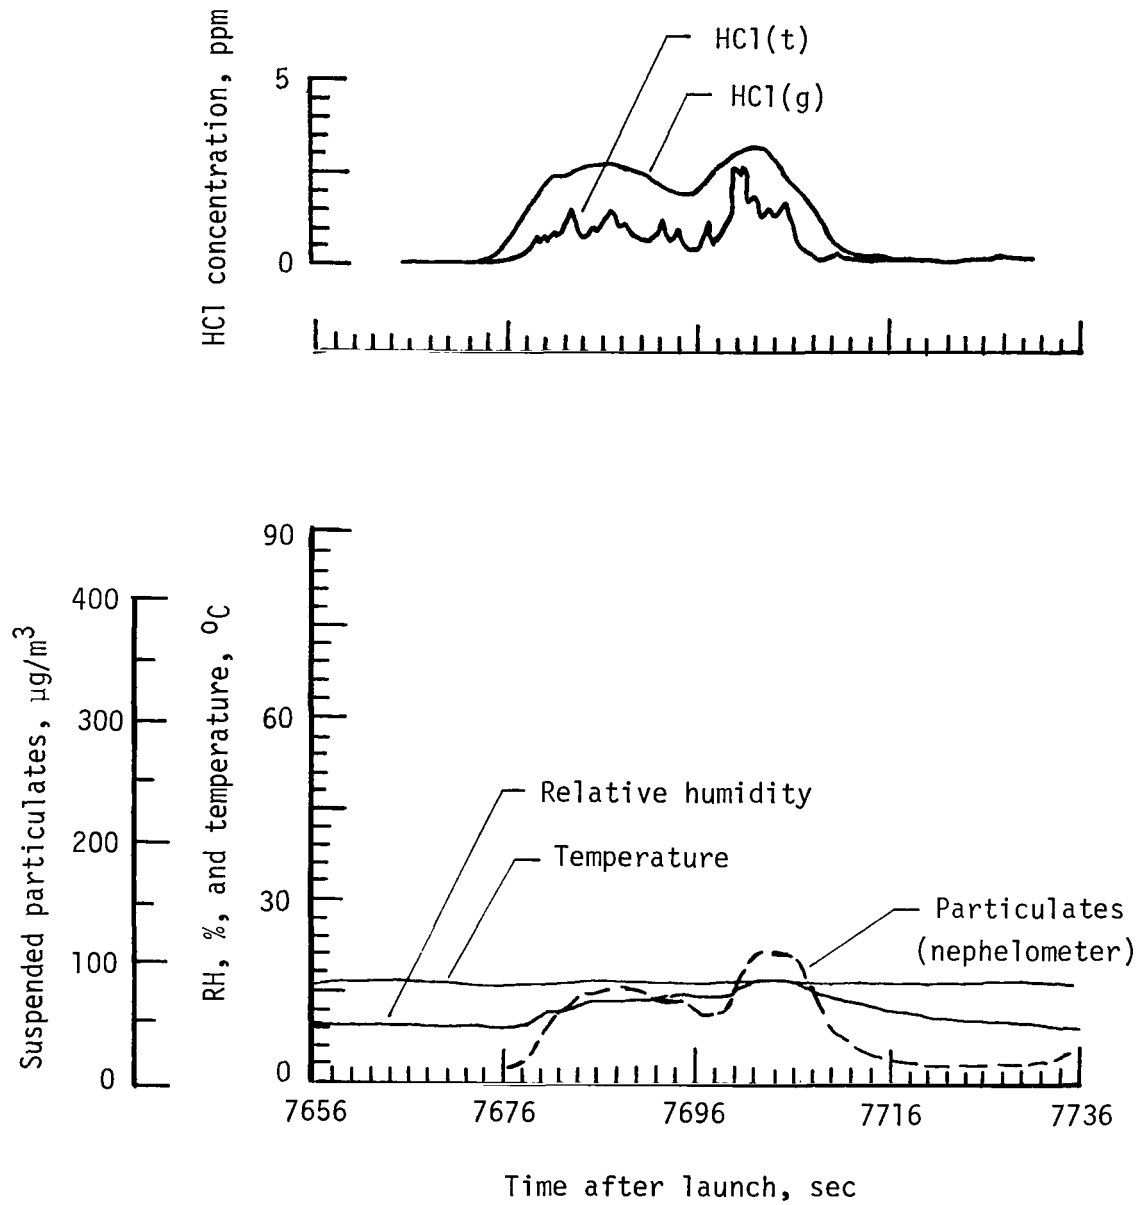 HCl concentration, ppm
5
0
HCl(t)
HCl(g)
Suspended particulates, µg/m3
400
300
200
100
0
RH, %, and temperature, °C
90
60
30
0
Relative humidity
Temperature
Particulates
(nephelometer)
7656 7676 7696 7716 7736
Time after launch, sec